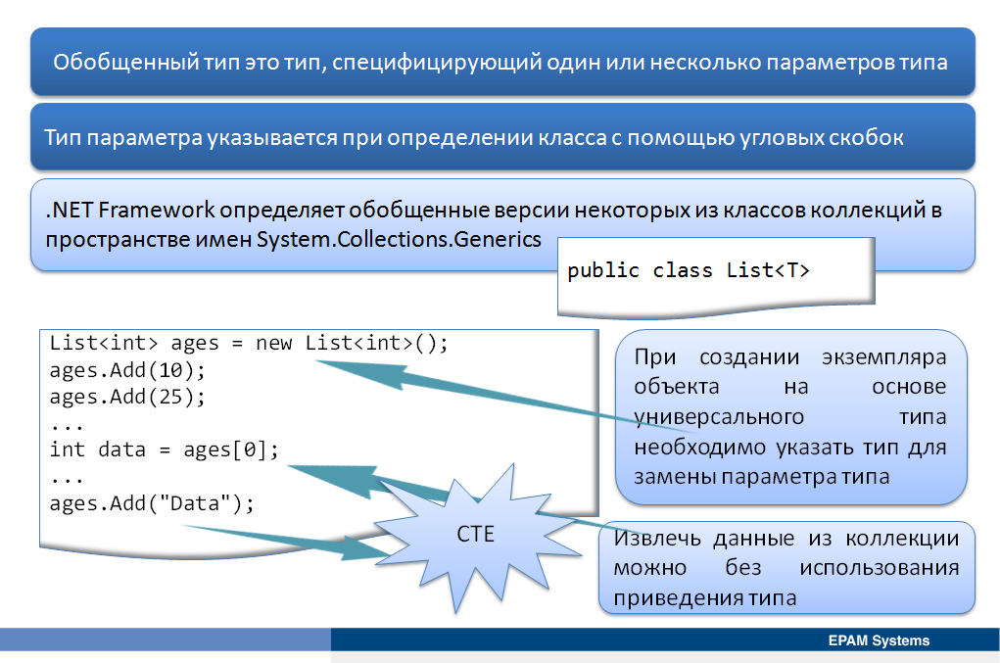 Обобщенный тип это тип, специфицирующий один или несколько параметров типа
Тип параметра указывается при определении класса с помощью угловых скобок
.NET Framework определяет обобщенные версии некоторых из классов коллекций в
пространстве имен System.Collections.Generics
public class List<T>
List<int> ages = new List<int>();
ages.Add(10);
ages.Add(25);
...
int data = ages[0];
...
ages.Add("Data");
При создании экземпляра
объекта на основе
универсального типа
необходимо указать тип для
замены параметра типа
CTE
Извлечь данные из коллекции
можно без использования
приведения типа
EPAM Systems